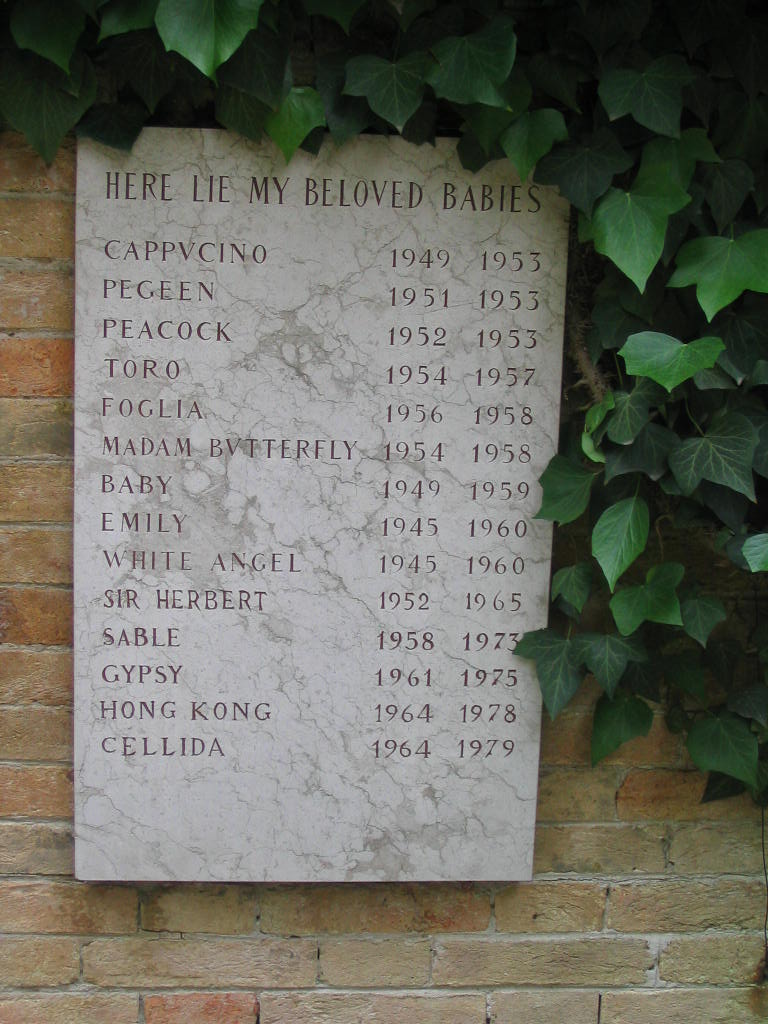 HERE LIE MY BELOVED BABIES
CAPPVCINO 1949 1953
PEGEEN 1951 1953
PEACOCK 1952 1953
TORO 1954 1957
FOGLIA 1956 1958
MADAM BVTTERFLY 1954 1958
BABY 1949 1959
EMILY 1945 1960
WHITE ANGEL 1945 1960
SIR HERBERT 1952 1965
SABLE 1958 1973
GYPSY 1961 1975
HONG KONG 1964 1978
CELLIDA 1964 1979